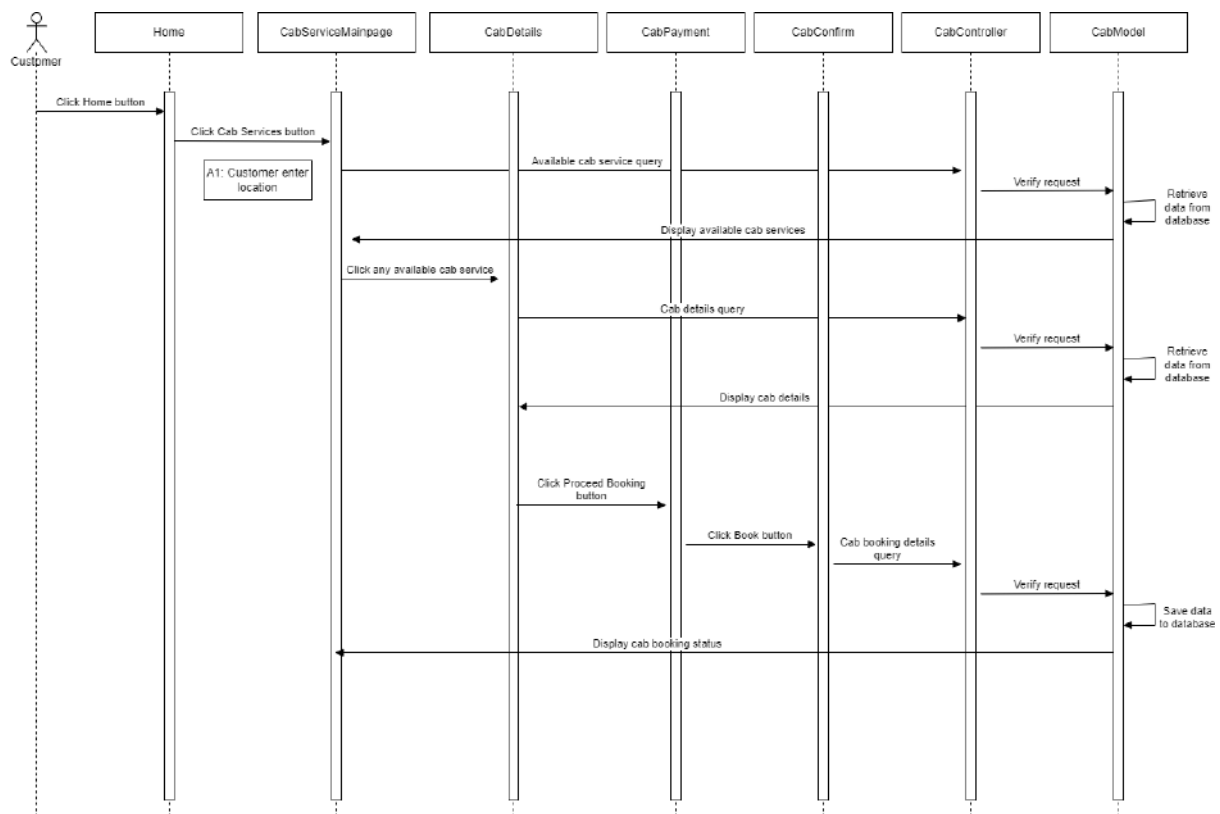 Home
CabServiceMainpage
CabDetails
CabPayment
CabConfirm
CabController
CabModel
Customer
Click Home button
Click Cab Services button
A1: Customer enter
location
Available cab service query
Verify request
Retrieve
data from
database
Display available cab services
Click any available cab service
Cab details query
Verify request
Retrieve
data from
database
Display cab details
Click Proceed Booking
button
Click Book button
Cab booking details
query
Verify request
Save data
to database
Display cab booking status